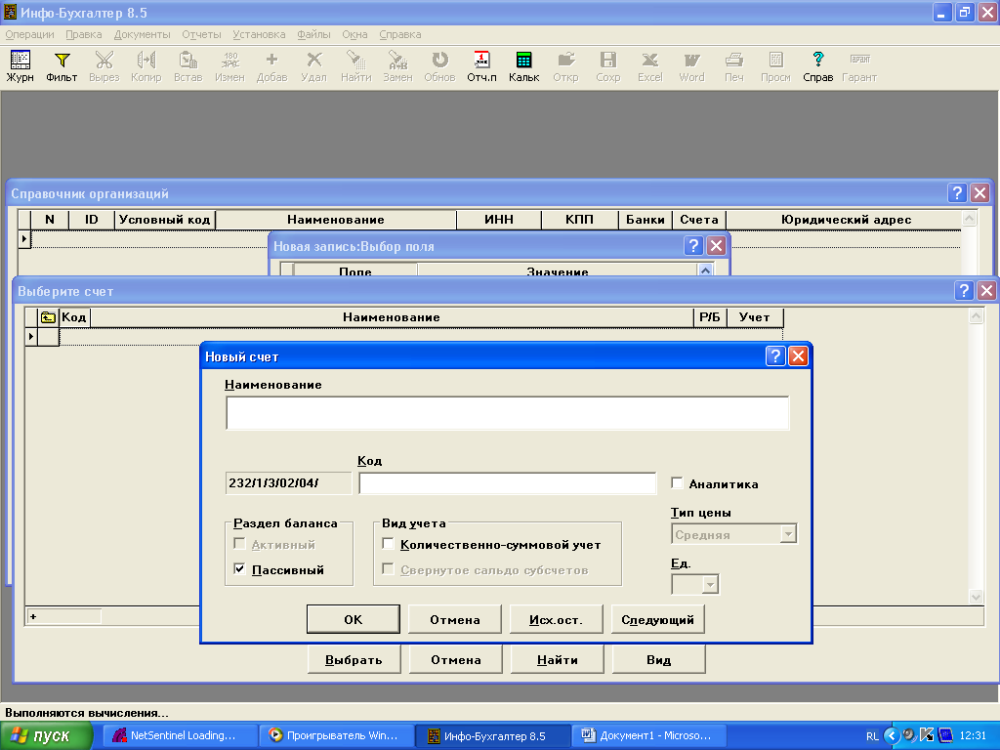 Инфо-Бухгалтер 8.5
Операции Правка Документы Отчеты Установка Файлы Окна Справка
Журн Фильт Вырез Копир Встав Измен Добав Удал Найти Замен Обнов Отч.п Кальк Откр Сохр Excel Word Печ Просм Справ Гарант
Справочник организаций
N ID Условный код Наименование ИНН КПП Банки Счета Юридический адрес
Новая запись:Выбор поля
Поле Значение
Выберите счет
Код Наименование Р/Б Учет
Новый счет
Наименование
Код
232/1/3/02/04/
Аналитика
Раздел баланса Вид учета Тип цены
Активный Количественно-суммовой учет Средняя
Пассивный Свернутое сальдо субсчетов Ед.
ОК Отмена Исх.ост. Следующий
Выбрать Отмена Найти Вид
Выполняются вычисления...
пуск NetSentinel Loading... Проигрыватель Win... Инфо-Бухгалтер 8.5 Документ1 - Microso... RL 12:31